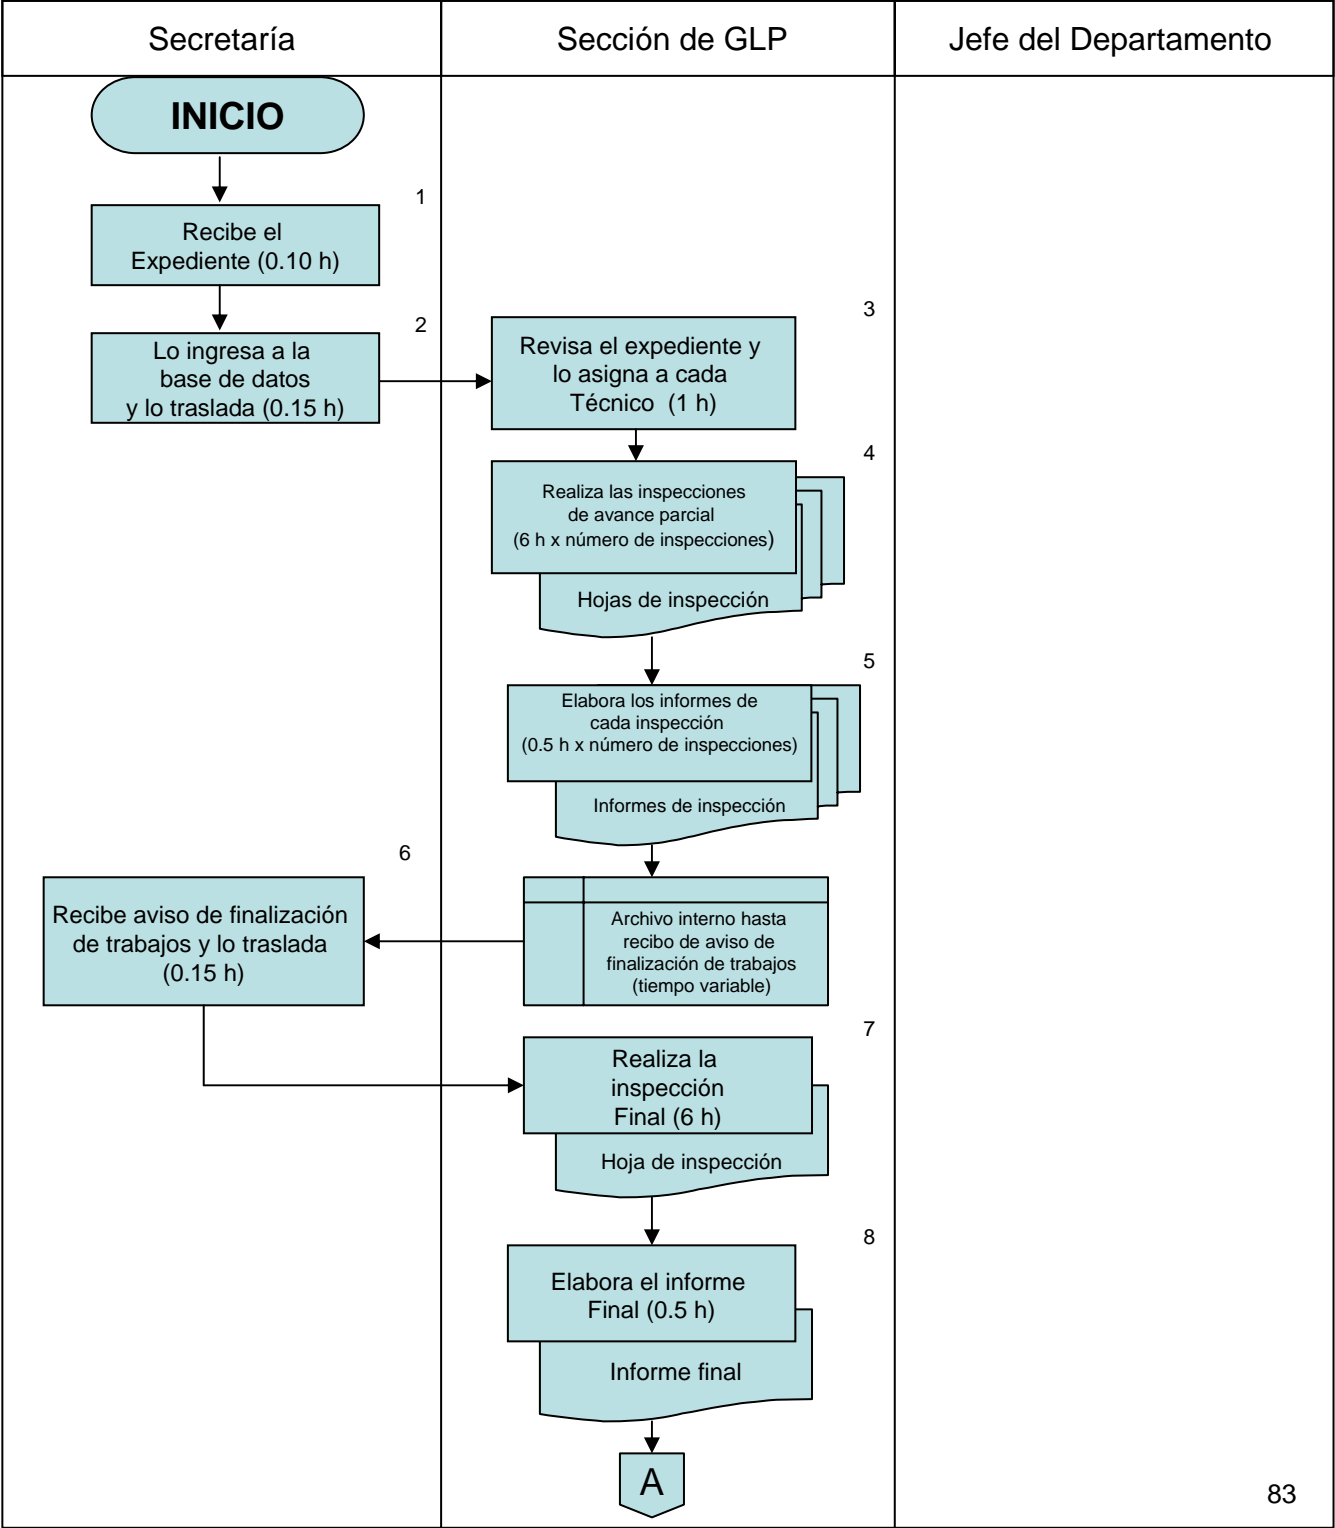 Secretaría
Sección de GLP
Jefe del Departamento
INICIO
1
Recibe el
Expediente (0.10 h)
2
Lo ingresa a la
base de datos
y lo traslada (0.15 h)
3
Revisa el expediente y
lo asigna a cada
Técnico (1 h)
4
Realiza las inspecciones
de avance parcial
(6 h x número de inspecciones)
Hojas de inspección
5
Elabora los informes de
cada inspección
(0.5 h x número de inspecciones)
Informes de inspección
Archivo interno hasta
recibo de aviso de
finalización de trabajos
(tiempo variable)
6
Recibe aviso de finalización
de trabajos y lo traslada
(0.15 h)
7
Realiza la
inspección
Final (6 h)
Hoja de inspección
8
Elabora el informe
Final (0.5 h)
Informe final
A
83